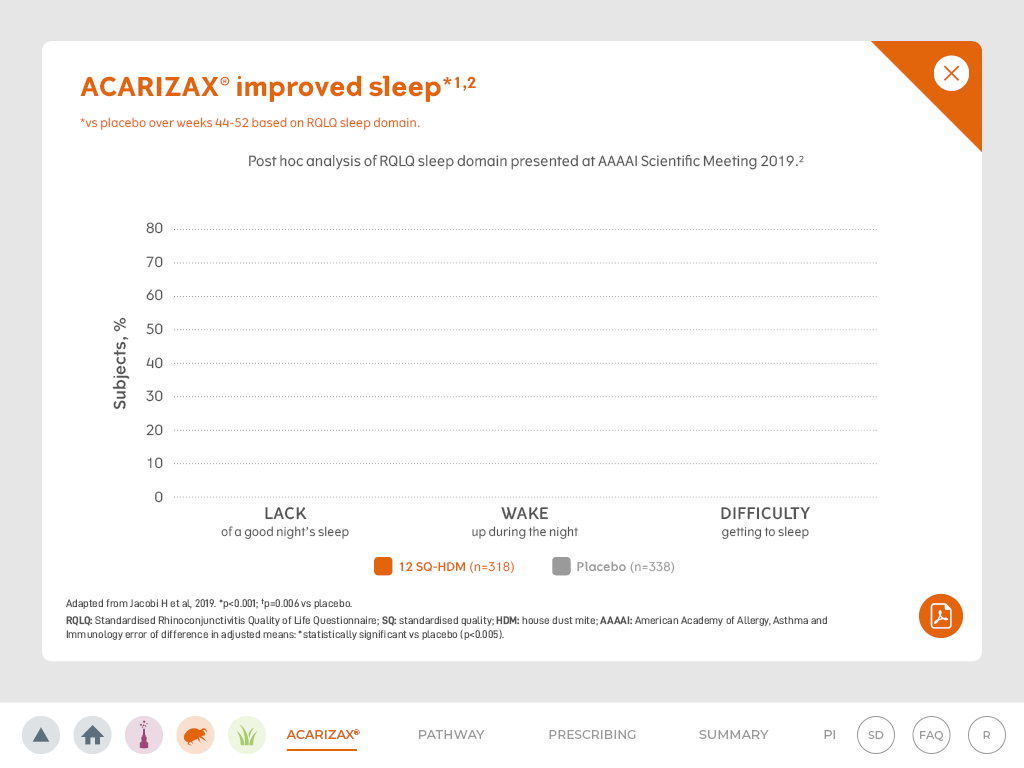 ACARIZAX® improved sleep*1,2
*vs placebo over weeks 44-52 based on RQLQ sleep domain.
Post hoc analysis of RQLQ sleep domain presented at AAAAI Scientific Meeting 2019.²
Subjects, %
80
70
60
50
40
30
20
10
0
LACK
of a good night's sleep
WAKE
up during the night
DIFFICULTY
getting to sleep
12 SQ-HDM (n=318)
Placebo (n=338)
Adapted from Jacobi H et al, 2019. *p<0.001; †p=0.006 vs placebo.
RQLQ: Standardised Rhinoconjunctivitis Quality of Life Questionnaire; SQ: standardised quality; HDM: house dust mite; AAAAI: American Academy of Allergy, Asthma and
Immunology error of difference in adjusted means: *statistically significant vs placebo (p<0.005).
ACARIZAX®
PATHWAY
PRESCRIBING
SUMMARY
PI
SD
FAQ
R